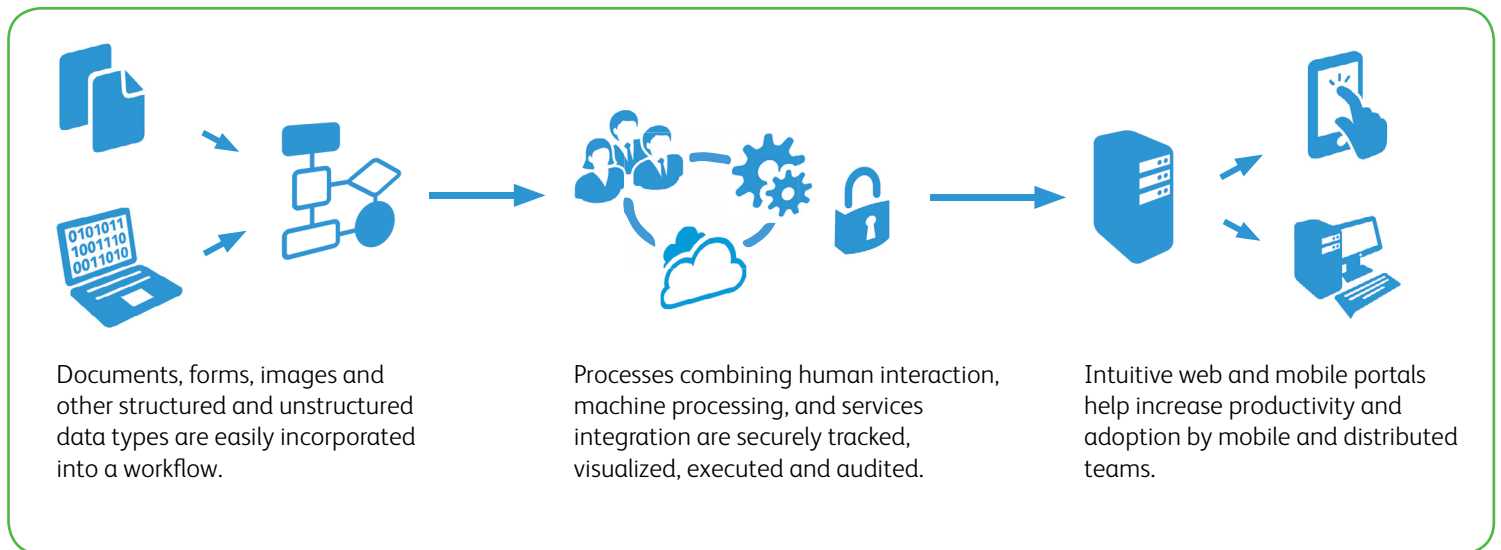 0101011
1001110
0011010
Documents, forms, images and
other structured and unstructured
data types are easily incorporated
into a workflow.
Processes combining human interaction,
machine processing, and services
integration are securely tracked,
visualized, executed and audited.
Intuitive web and mobile portals
help increase productivity and
adoption by mobile and distributed
teams.